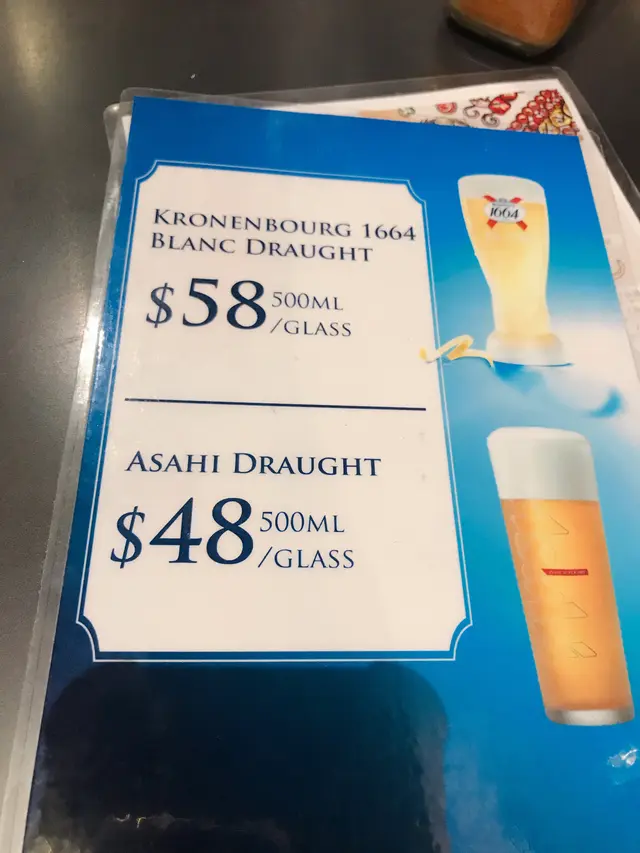 KRONENBOURG 1664
BLANC DRAUGHT
$58 500ML
/GLASS
ASAHI DRAUGHT
$48 500ML
/GLASS
1664